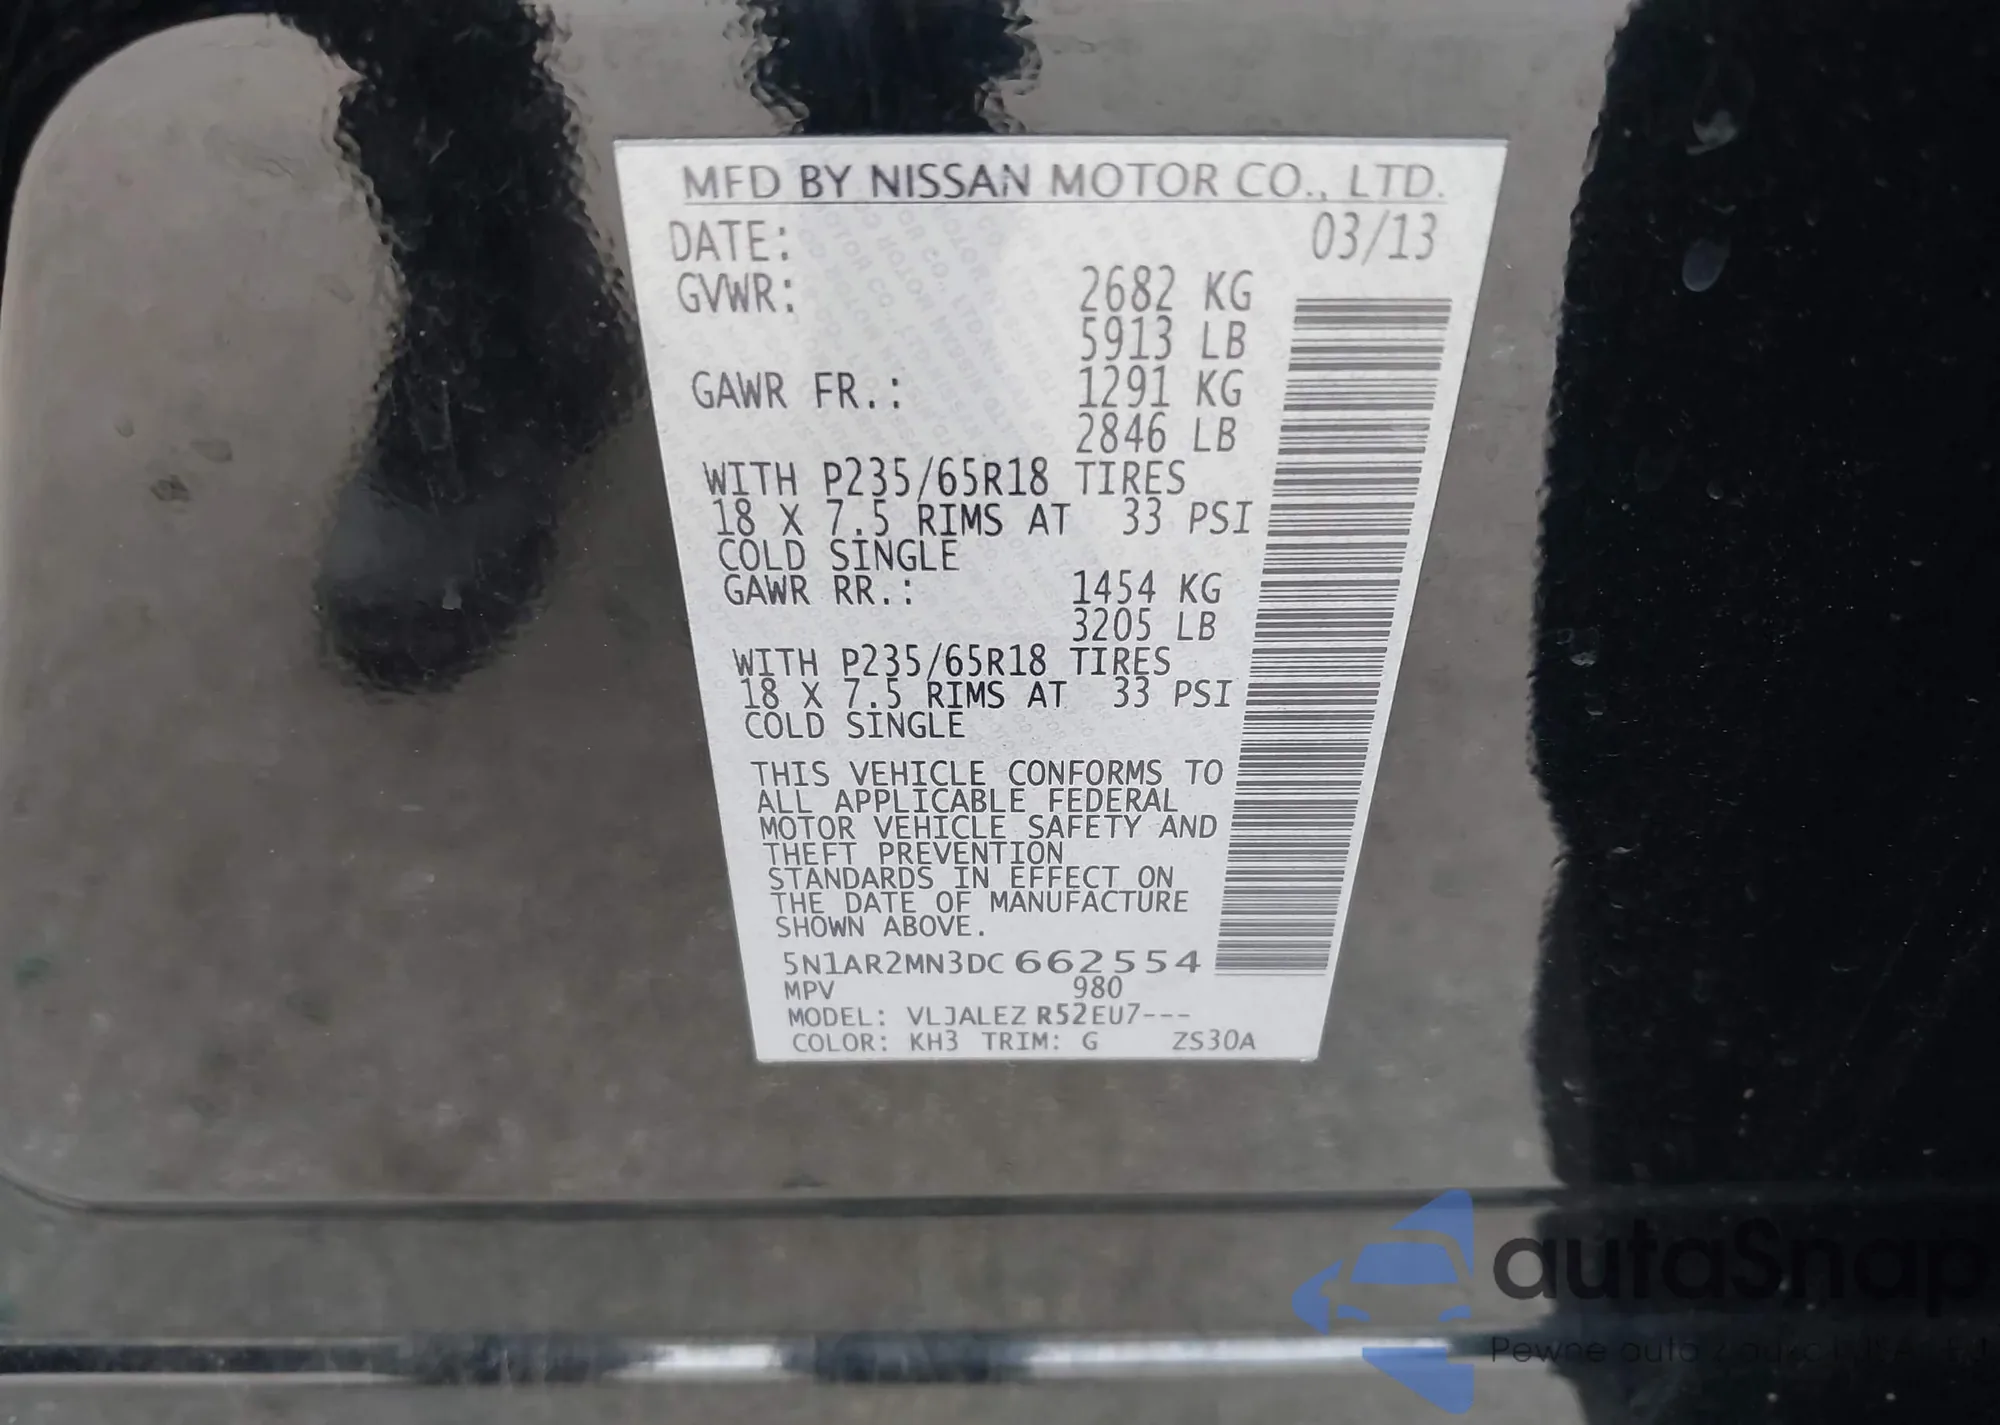 MFD BY NISSAN MOTOR CO., LTD.
DATE: 03/13
GVWR: 2682 KG
5913 LB
GAWR FR.: 1291 KG
2846 LB
WITH P235/65R18 TIRES
18 X 7.5 RIMS AT 33 PSI
COLD SINGLE
GAWR RR.: 1454 KG
3205 LB
WITH P235/65R18 TIRES
18 X 7.5 RIMS AT 33 PSI
COLD SINGLE
THIS VEHICLE CONFORMS TO
ALL APPLICABLE FEDERAL
MOTOR VEHICLE SAFETY AND
THEFT PREVENTION
STANDARDS IN EFFECT ON
THE DATE OF MANUFACTURE
SHOWN ABOVE.
5N1AR2MN3DC662554
MPV 980
MODEL: VLJALEZ R52EU7---
COLOR: KH3 TRIM: G ZS30A
autaSnap
Pewne auto z